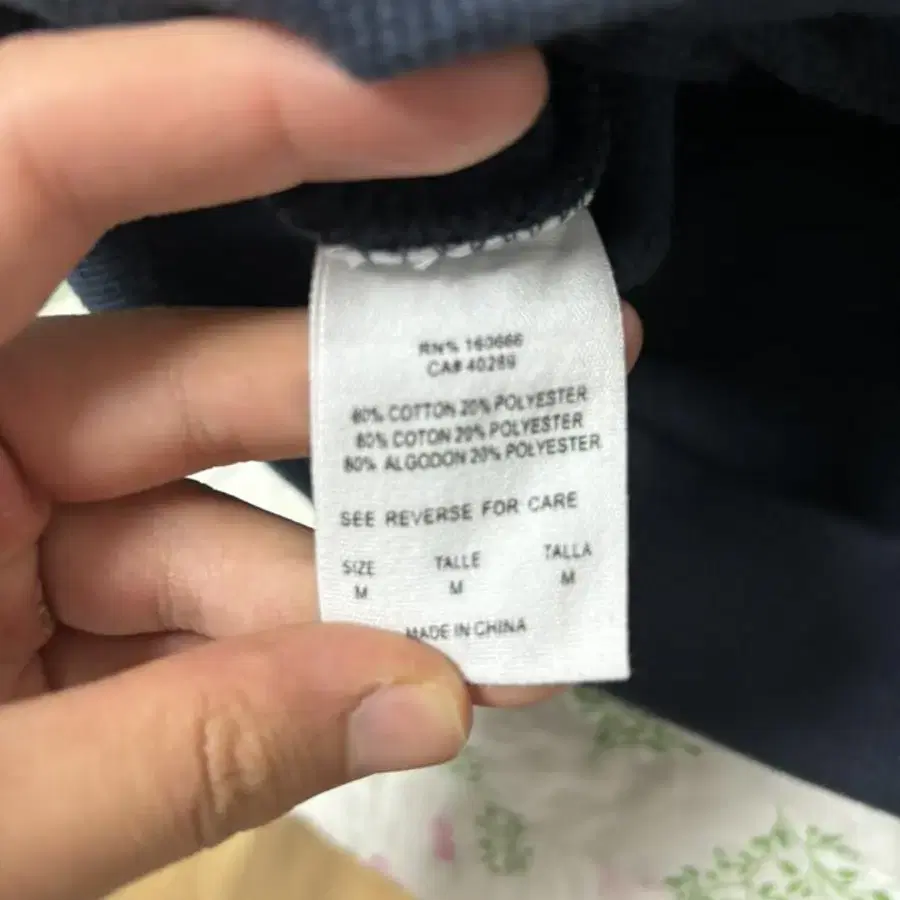 RN% 160666
CA# 40289
80% COTTON 20% POLYESTER
80% COTON 20% POLYESTER
80% ALGODON 20% POLYESTER
SEE REVERSE FOR CARE
SIZE TALLE TALLA
M M M
MADE IN CHINA